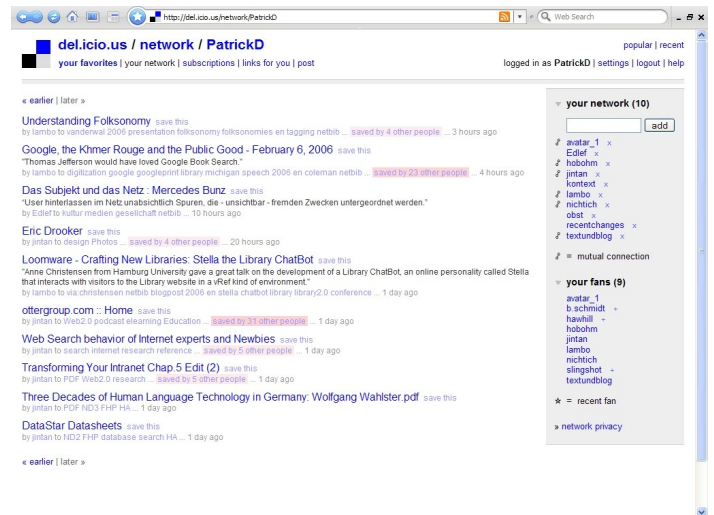 http://del.icio.us/network/PatrickD
Web Search
del.icio.us / network / PatrickD
popular | recent
your favorites | your network | subscriptions | links for you | post
logged in as PatrickD | settings | logout | help
« earlier | later »
Understanding Folksonomy save this
by lambo to vanderwal 2006 presentation folksonomy folksonomies en tagging netbib ... saved by 4 other people ... 3 hours ago
Google, the Khmer Rouge and the Public Good - February 6, 2006 save this
"Thomas Jefferson would have loved Google Book Search."
by lambo to digitization google googleprint library michigan speech 2006 en coleman netbib ... saved by 23 other people ... 4 hours ago
Das Subjekt und das Netz : Mercedes Bunz save this
"User hinterlassen im Netz unabsichtlich Spuren, die - unsichtbar - fremden Zwecken untergeordnet werden."
by Edlef to kultur medien gesellschaft netbib ... 10 hours ago
Eric Drooker save this
by jintan to design Photos ... saved by 4 other people ... 20 hours ago
Loomware - Crafting New Libraries: Stella the Library ChatBot save this
"Anne Christensen from Hamburg University gave a great talk on the development of a Library ChatBot, an online personality called Stella
that interacts with visitors to the Library website in a vRef kind of environment."
by lambo to via:christensen netbib blogpost 2006 en stella chatbot library library2.0 conference ... 1 day ago
ottergroup.com :: Home save this
by jintan to Web2.0 podcast elearning Education ... saved by 31 other people ... 1 day ago
Web Search behavior of Internet experts and Newbies save this
by jintan to search internet research reference ... saved by 5 other people ... 1 day ago
Transforming Your Intranet Chap.5 Edit (2) save this
by jintan to PDF Web2.0 research ... saved by 5 other people ... 1 day ago
Three Decades of Human Language Technology in Germany: Wolfgang Wahlster.pdf save this
by jintan to PDF ND3 FHP HA ... 1 day ago
DataStar Datasheets save this
by jintan to ND2 FHP database search HA ... 1 day ago
« earlier | later »
your network (10)
add
avatar_1 x
Edlef x
hobohm x
jintan x
kontext x
lambo x
nichtich x
obst x
recentchanges x
textundblog x
= mutual connection
your fans (9)
avatar_1
b.schmidt +
hawhill +
hobohm
jintan
lambo
nichtich
slingshot +
textundblog
★ = recent fan
» network privacy